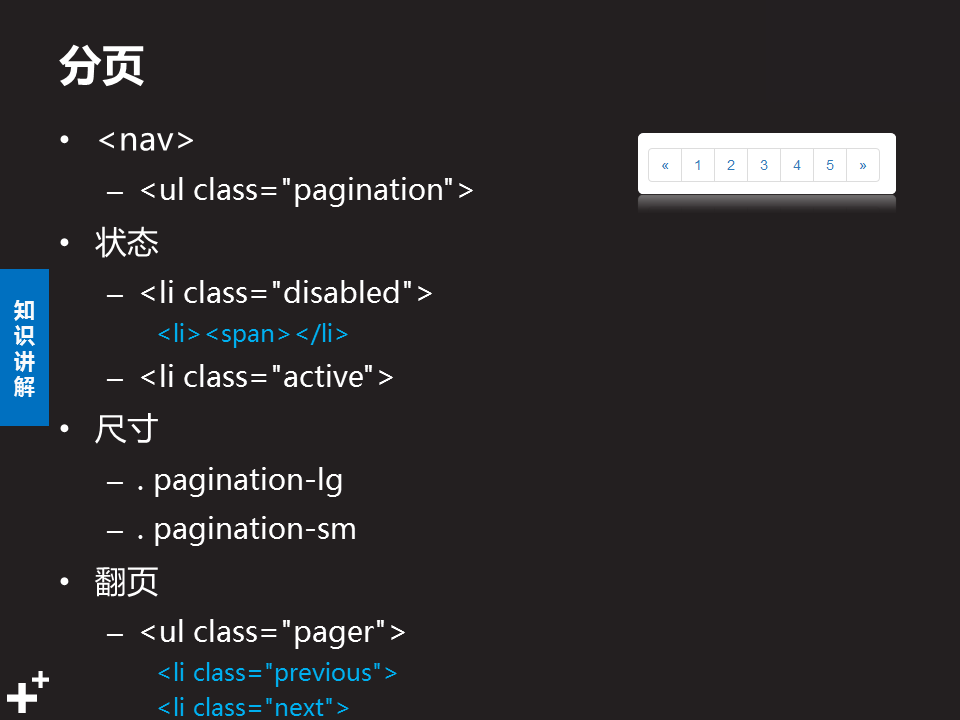 分页
• <nav>
– <ul class="pagination">
« 1 2 3 4 5 »
• 状态
– <li class="disabled">
<li><span></li>
– <li class="active">
• 尺寸
– . pagination-lg
– . pagination-sm
• 翻页
– <ul class="pager">
<li class="previous">
<li class="next">
知识讲解